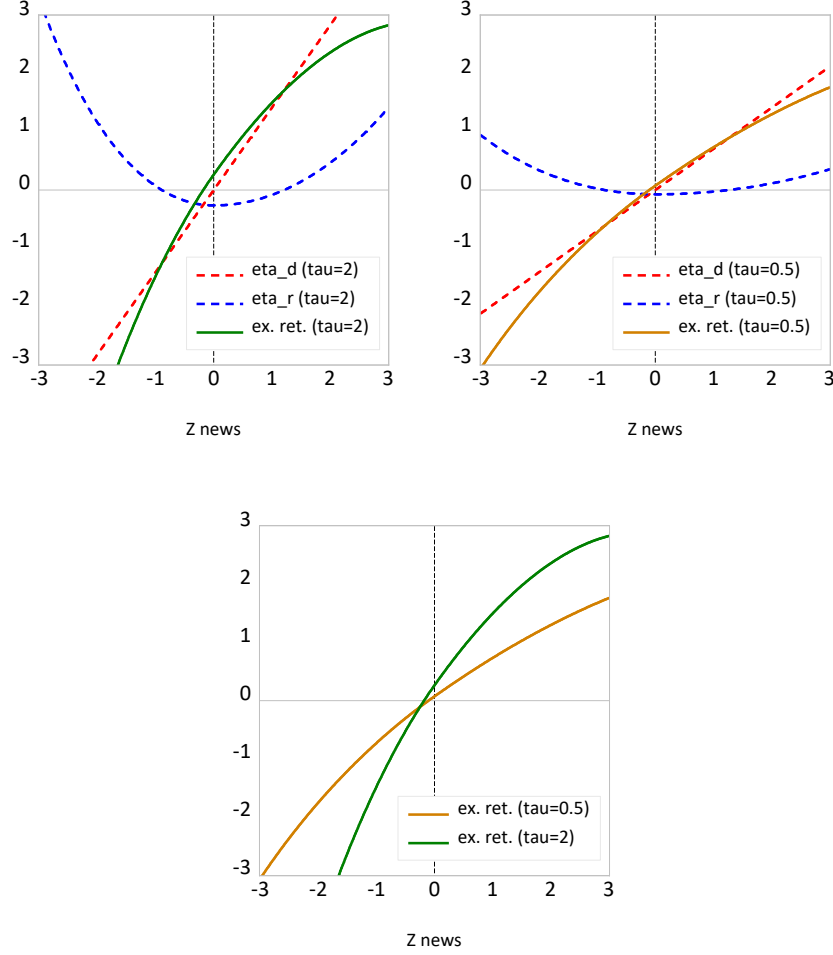 3
2
1
0
-1
-2
-3
eta_d (tau=2)
eta_r (tau=2)
ex. ret. (tau=2)
-3 -2 -1 0 1 2 3
Z news
3
2
1
0
-1
-2
-3
eta_d (tau=0.5)
eta_r (tau=0.5)
ex. ret. (tau=0.5)
-3 -2 -1 0 1 2 3
Z news
3
2
1
0
-1
-2
-3
ex. ret. (tau=0.5)
ex. ret. (tau=2)
-3 -2 -1 0 1 2 3
Z news